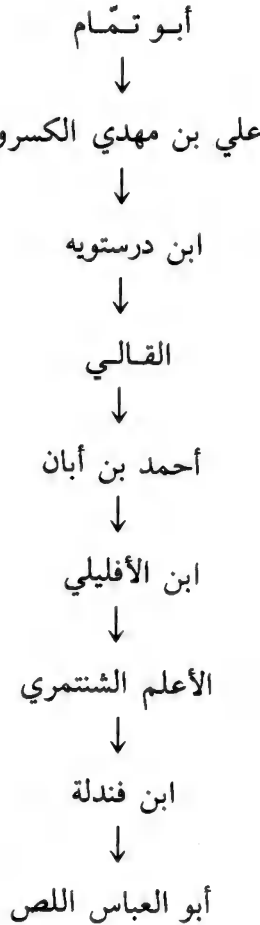 أبو تمّام
علي بن مهدي
ابن درستويه
القالي
أحمد بن أبان
ابن الأفليلي
الأعلم الشنتمري
ابن فندلة
أبو العباس اللص